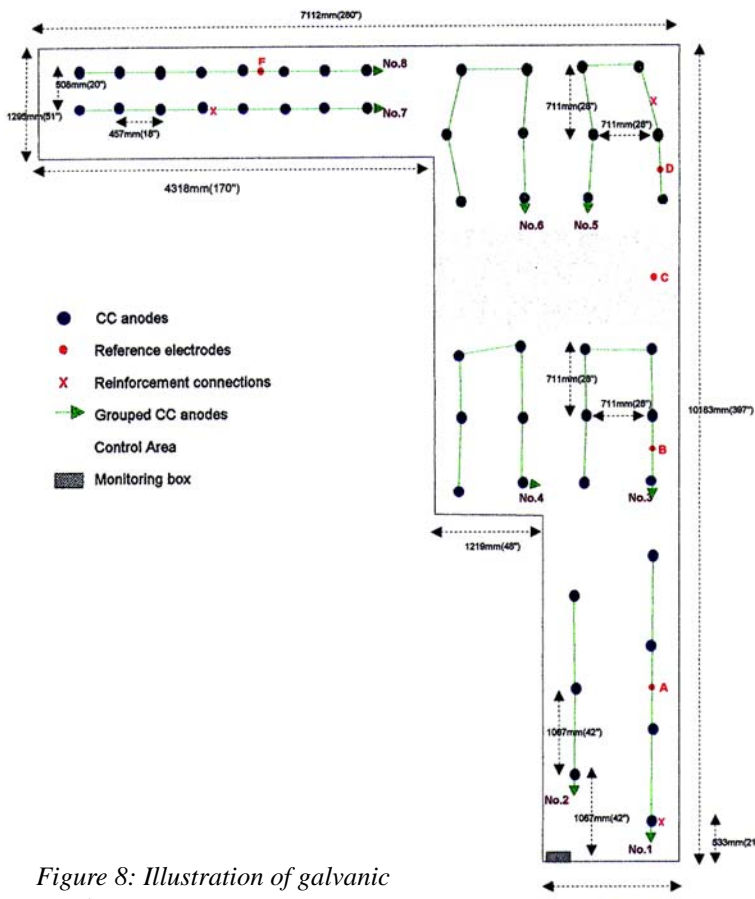 7112mm(280")
F
No.8
508mm(20")
No.7
X
1295mm(51")
457mm(18")
4318mm(170")
711mm(28")
711mm(28")
X
D
No.6
No.5
C
CC anodes
Reference electrodes
X Reinforcement connections
Grouped CC anodes
Control Area
Monitoring box
711mm(28")
711mm(28")
10183mm(397")
B
No.4
No.3
1219mm(48")
A
1067mm(42")
No.2
1067mm(42")
X
No.1
533mm(21
Figure 8: Illustration of galvanic